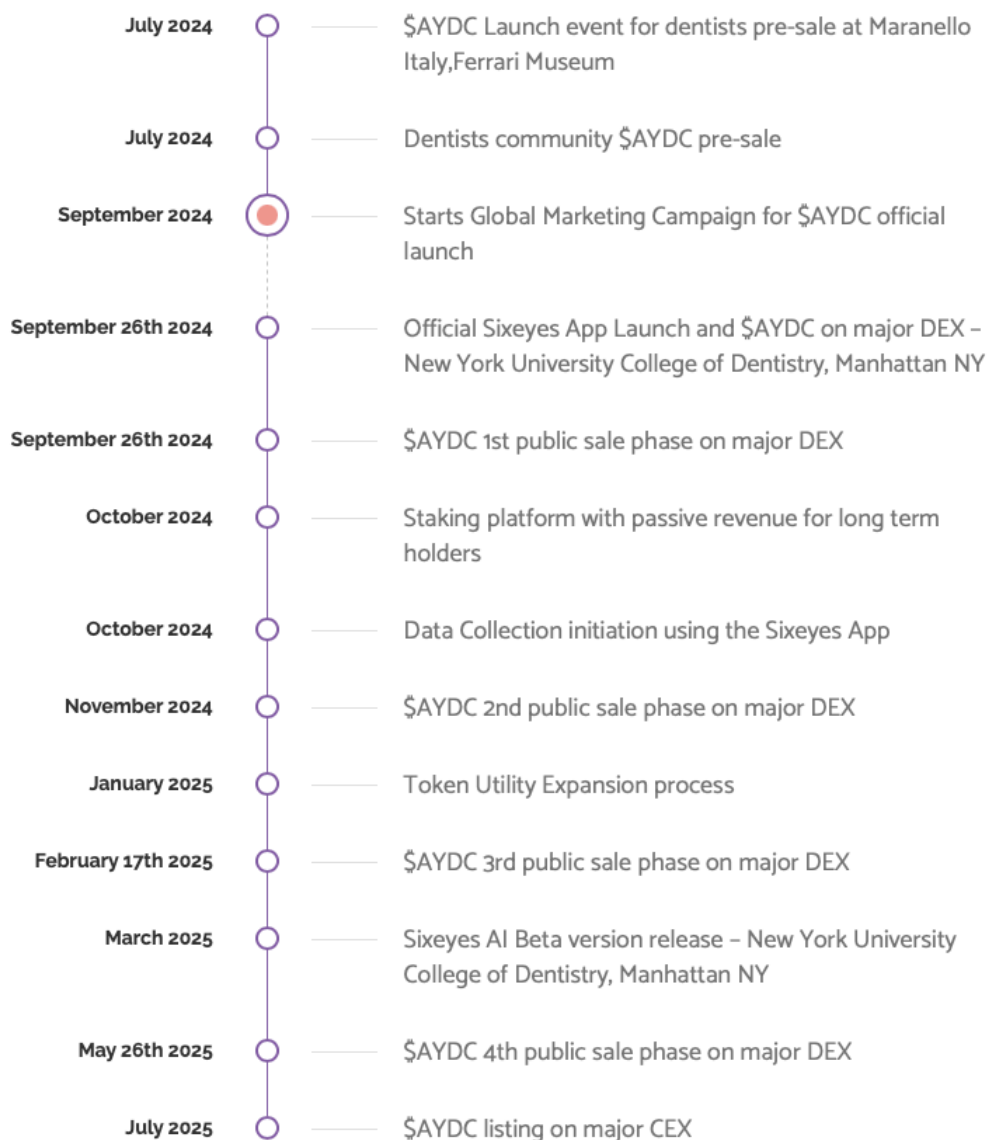 July 2024
$AYDC Launch event for dentists pre-sale at Maranello
Italy,Ferrari Museum
July 2024
Dentists community $AYDC pre-sale
September 2024
Starts Global Marketing Campaign for $AYDC official
launch
September 26th 2024
Official Sixeyes App Launch and $AYDC on major DEX –
New York University College of Dentistry, Manhattan NY
September 26th 2024
$AYDC 1st public sale phase on major DEX
October 2024
Staking platform with passive revenue for long term
holders
October 2024
Data Collection initiation using the Sixeyes App
November 2024
$AYDC 2nd public sale phase on major DEX
January 2025
Token Utility Expansion process
February 17th 2025
$AYDC 3rd public sale phase on major DEX
March 2025
Sixeyes AI Beta version release – New York University
College of Dentistry, Manhattan NY
May 26th 2025
$AYDC 4th public sale phase on major DEX
July 2025
$AYDC listing on major CEX